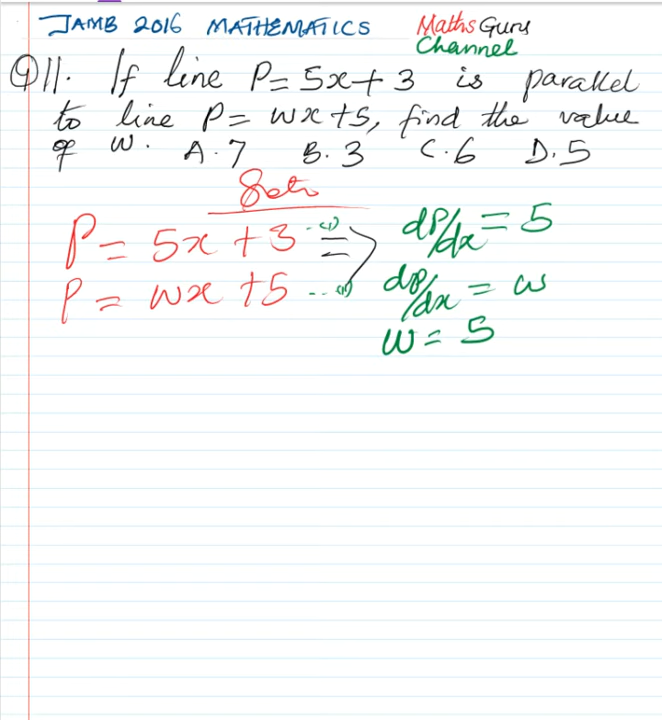 JAMB 2016 MATHEMATICS Maths Guru
Channel
Q11. If line P=5x+3 is parallel
to line P= wx+5, find the value
of w. A.7 B.3 C.6 D.5
Soln
P= 5x+3 --(i) => dP/dx = 5
P= wx+5 ---(ii) dP/dx = w
w= 5